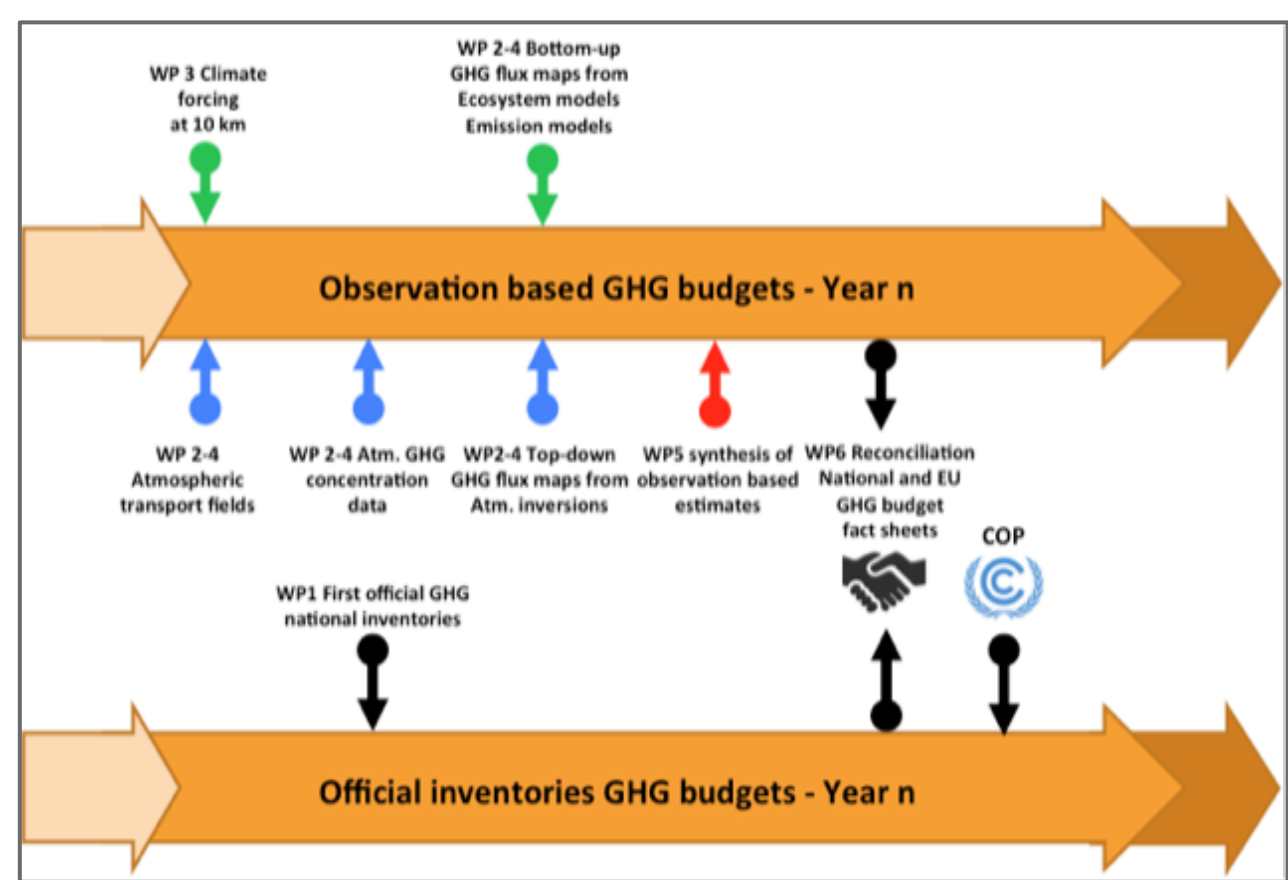 WP 3 Climate
forcing
at 10 km
WP 2-4 Bottom-up
GHG flux maps from
Ecosystem models
Emission models
Observation based GHG budgets - Year n
WP 2-4
Atmospheric
transport fields
WP 2-4 Atm. GHG
concentration
data
WP2-4 Top-down
GHG flux maps from
Atm. inversions
WP5 synthesis of
observation based
estimates
WP6 Reconciliation
National and EU
GHG budget
fact sheets
COP
WP1 First official GHG
national inventories
Official inventories GHG budgets - Year n